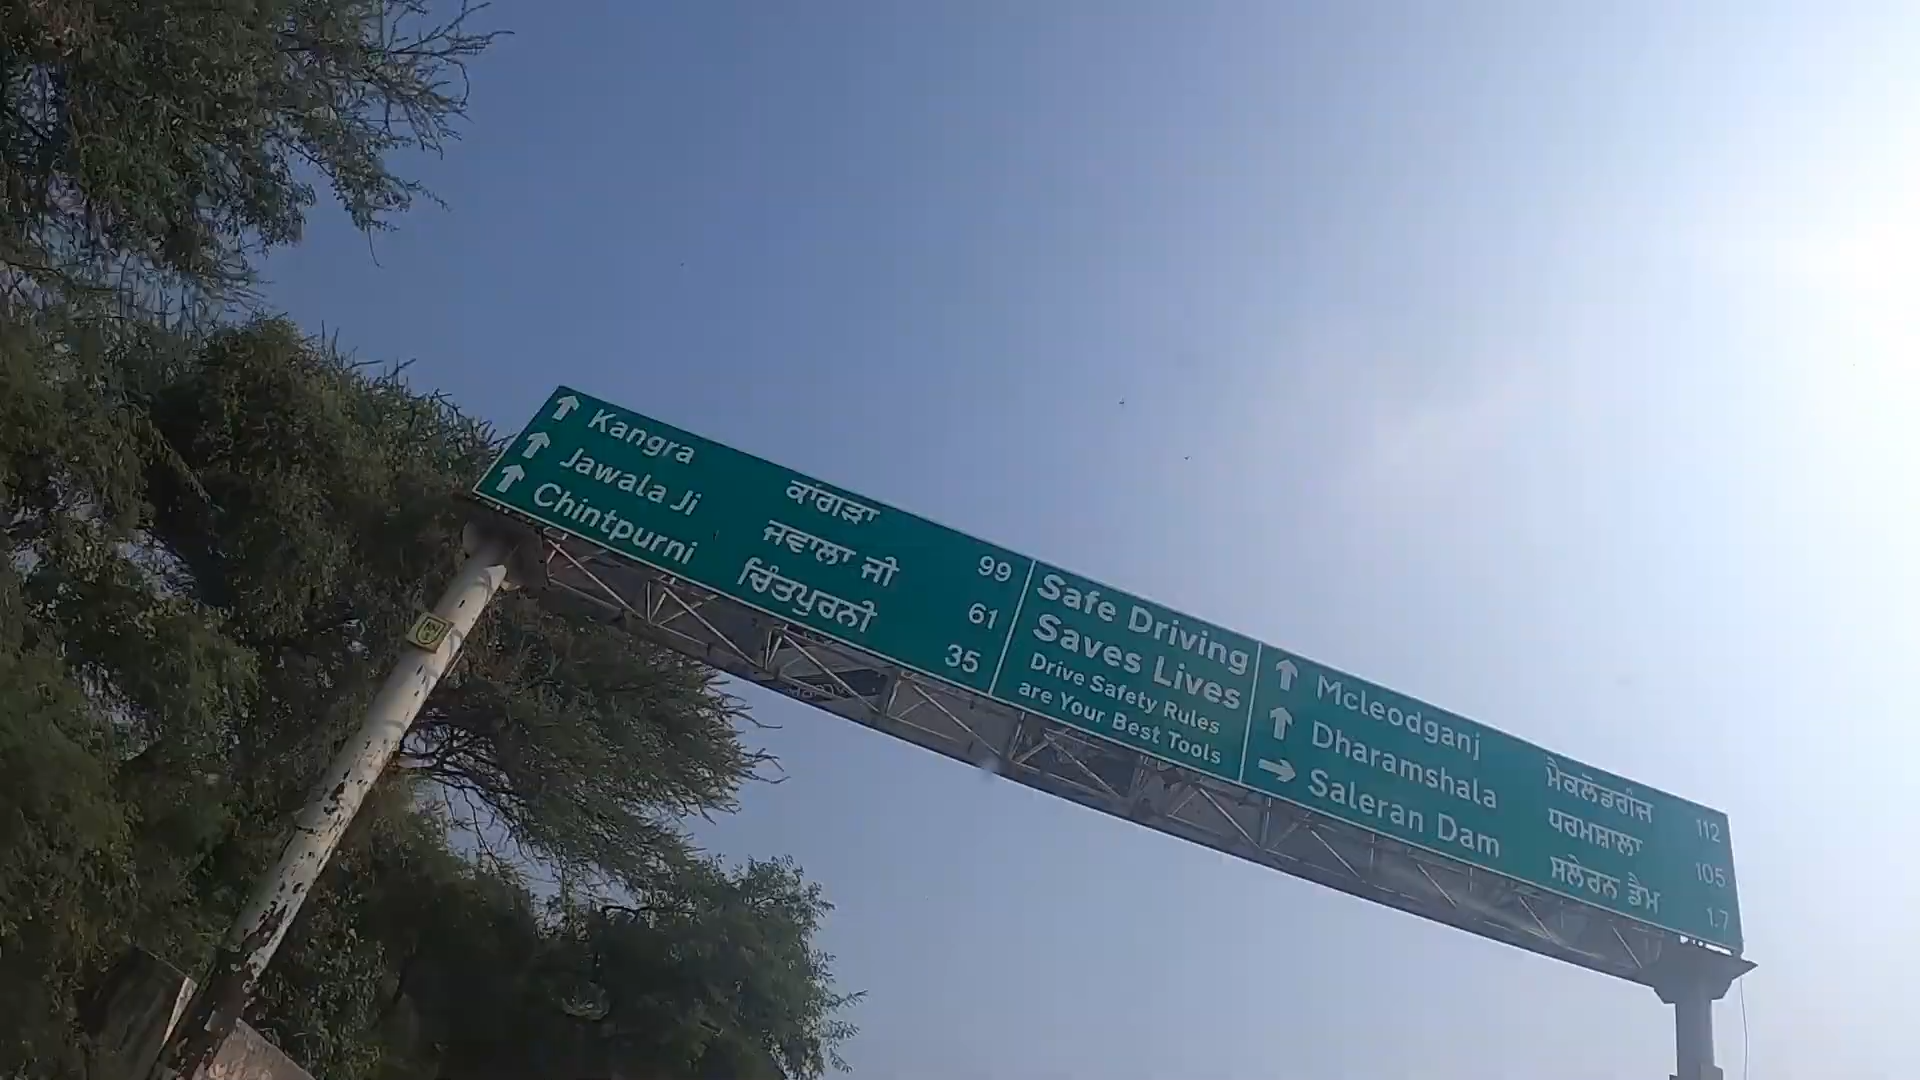 Kangra ਕਾਂਗੜਾ 99
Jawala Ji ਜਵਾਲਾ ਜੀ 61
Chintpurni ਚਿੰਤਪੁਰਨੀ 35
Safe Driving
Saves Lives
Drive Safety Rules
are Your Best Tools
Mcleodganj ਮੈਕਲੋਡਗੰਜ 112
Dharamshala ਧਰਮਸ਼ਾਲਾ 105
Saleran Dam ਸਲੇਰਨ ਡੈਮ 1.7